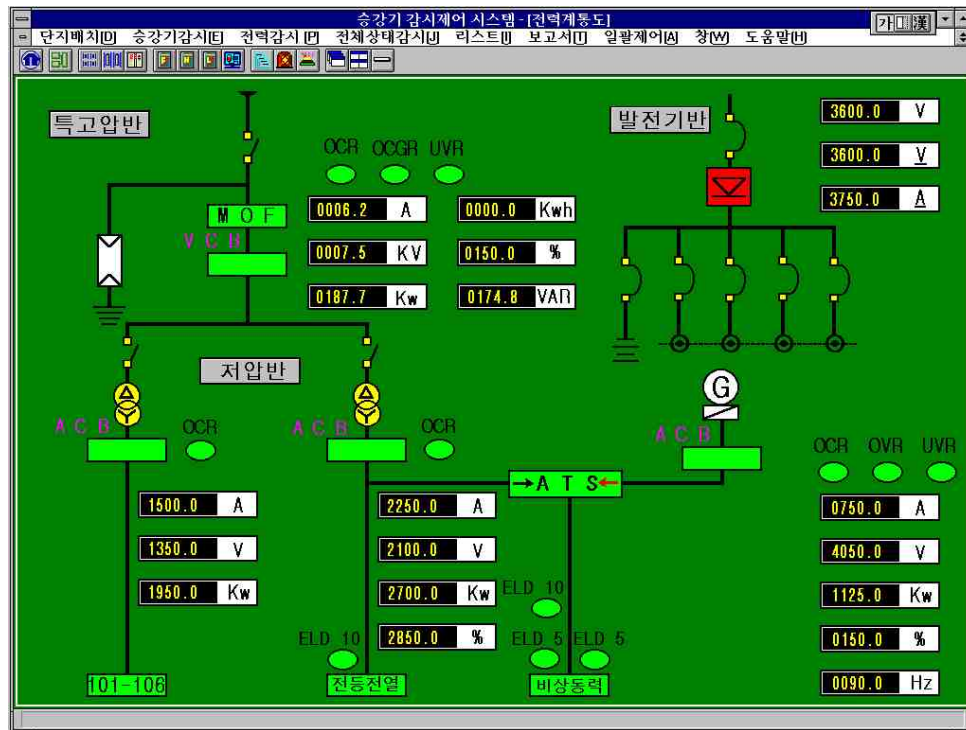 승강기 감시제어 시스템-[전력계통도]
가 漢
단지배치[D] 승강기감시[E] 전력감시[P] 전체상태감시[J] 리스트[I] 보고서[T] 일괄제어[A] 창[W] 도움말[H]
특고압반
발전기반
3600.0 V
3600.0 V
3750.0 A
OCR OCGR UVR
M O F
V C B
0006.2 A 0000.0 Kwh
0007.5 KV 0150.0 %
0187.7 Kw 0174.8 VAR
저압반
G
A C B OCR
A C B OCR
A C B
OCR OVR UVR
→A T S←
1500.0 A
1350.0 V
1950.0 Kw
2250.0 A
2100.0 V
2700.0 Kw
2850.0 %
0750.0 A
4050.0 V
1125.0 Kw
0150.0 %
0090.0 Hz
ELD 10
ELD 10
ELD 5 ELD 5
101-106
전등전열
비상동력